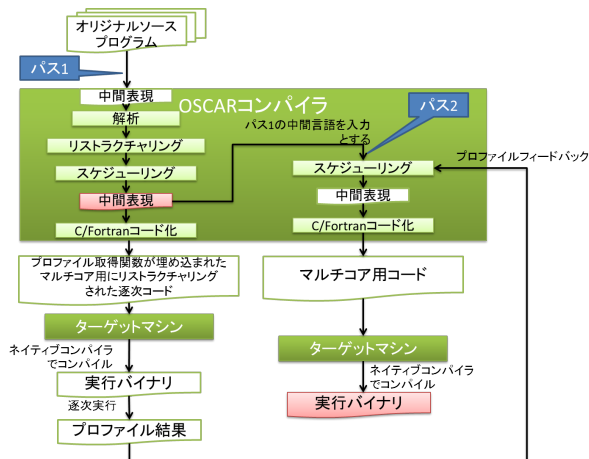 オリジナルソース
プログラム
パス1
中間表現
OSCARコンパイラ
解析
リストラクチャリング
スケジューリング
中間表現
C/Fortranコード化
パス1の中間言語を入力
とする
パス2
プロファイルフィードバック
スケジューリング
中間表現
C/Fortranコード化
プロファイル取得関数が埋め込まれた
マルチコア用にリストラクチャリング
された逐次コード
ターゲットマシン
ネイティブコンパイラ
でコンパイル
実行バイナリ
逐次実行
プロファイル結果
マルチコア用コード
ターゲットマシン
ネイティブコンパイラ
でコンパイル
実行バイナリ